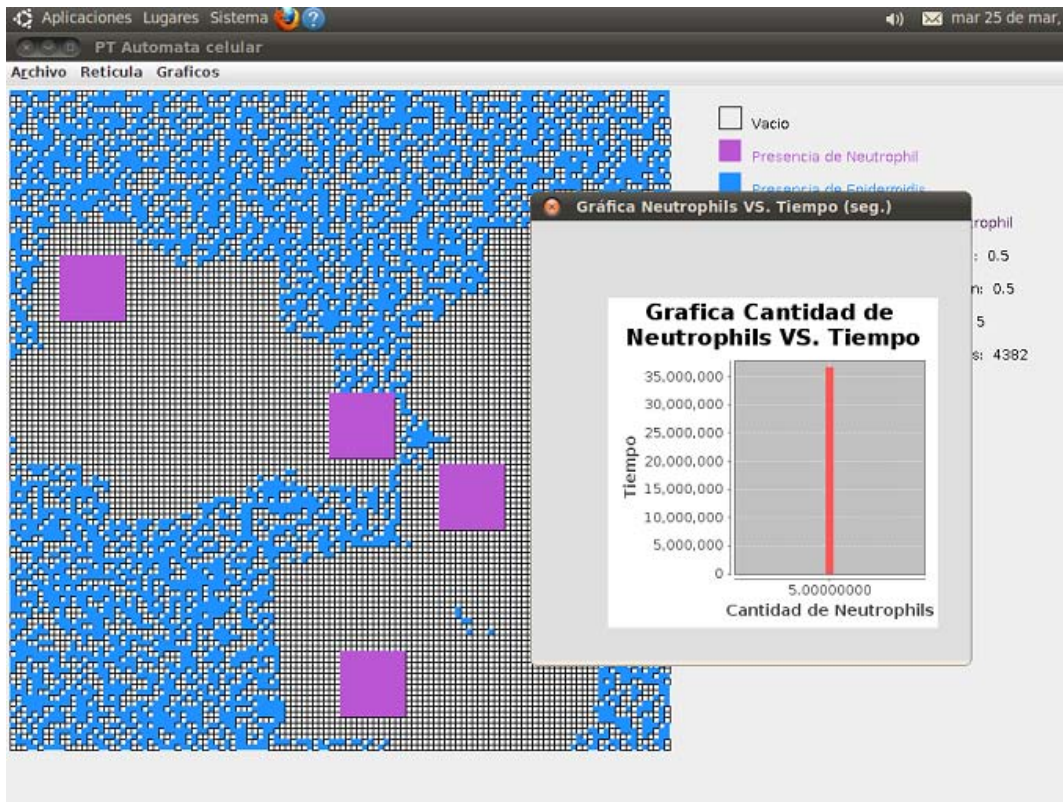 Aplicaciones Lugares Sistema
mar 25 de mar,
PT Automata celular
Archivo Reticula Graficos
Vacio
Presencia de Neutrophil
Presencia de Epidermidis
Gráfica Neutrophils VS. Tiempo (seg.)
rophil
: 0.5
n: 0.5
5
s: 4382
Grafica Cantidad de
Neutrophils VS. Tiempo
35,000,000
30,000,000
25,000,000
20,000,000
15,000,000
10,000,000
5,000,000
0
Tiempo
5.00000000
Cantidad de Neutrophils